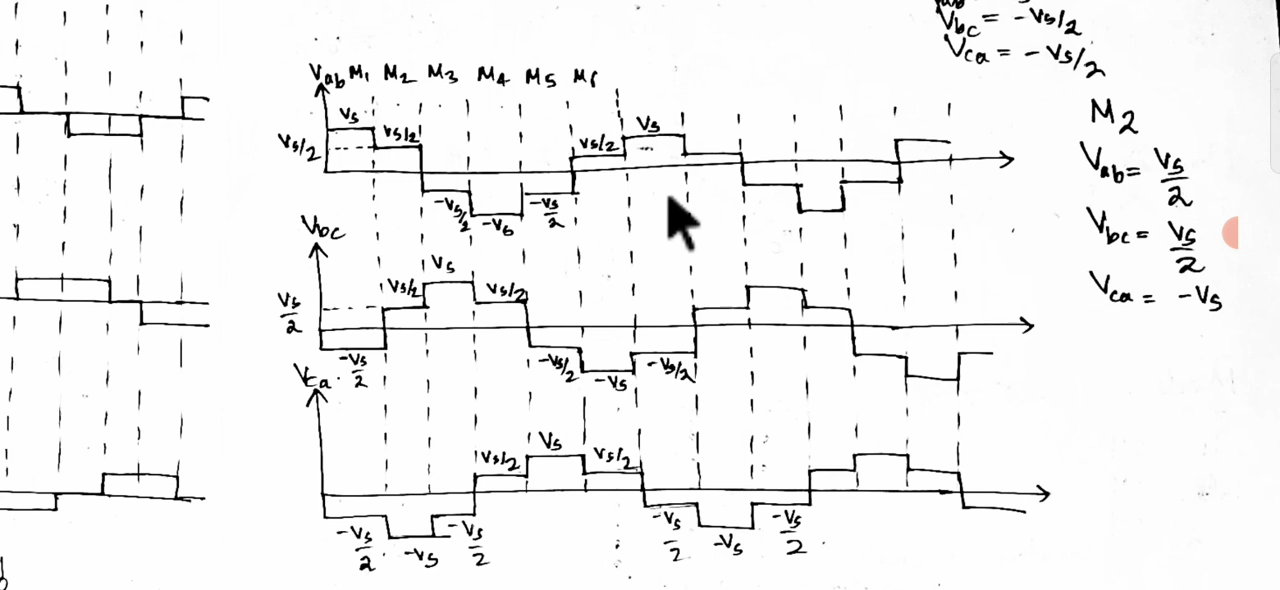 Vbc = -Vs/2
Vca = -Vs/2
Vab M1 M2 M3 M4 M5 M6
Vs
Vs/2
Vs/2
-Vs/2
-Vs
-Vs/2
Vs/2
Vs
M2
Vab = Vs/2
Vbc = Vs/2
Vca = -Vs
Vbc
Vs/2
-Vs/2
Vs/2
Vs
Vs/2
-Vs/2
-Vs
-Vs/2
Vca
-Vs/2
-Vs
-Vs/2
Vs/2
Vs
Vs/2
-Vs/2
-Vs
-Vs/2